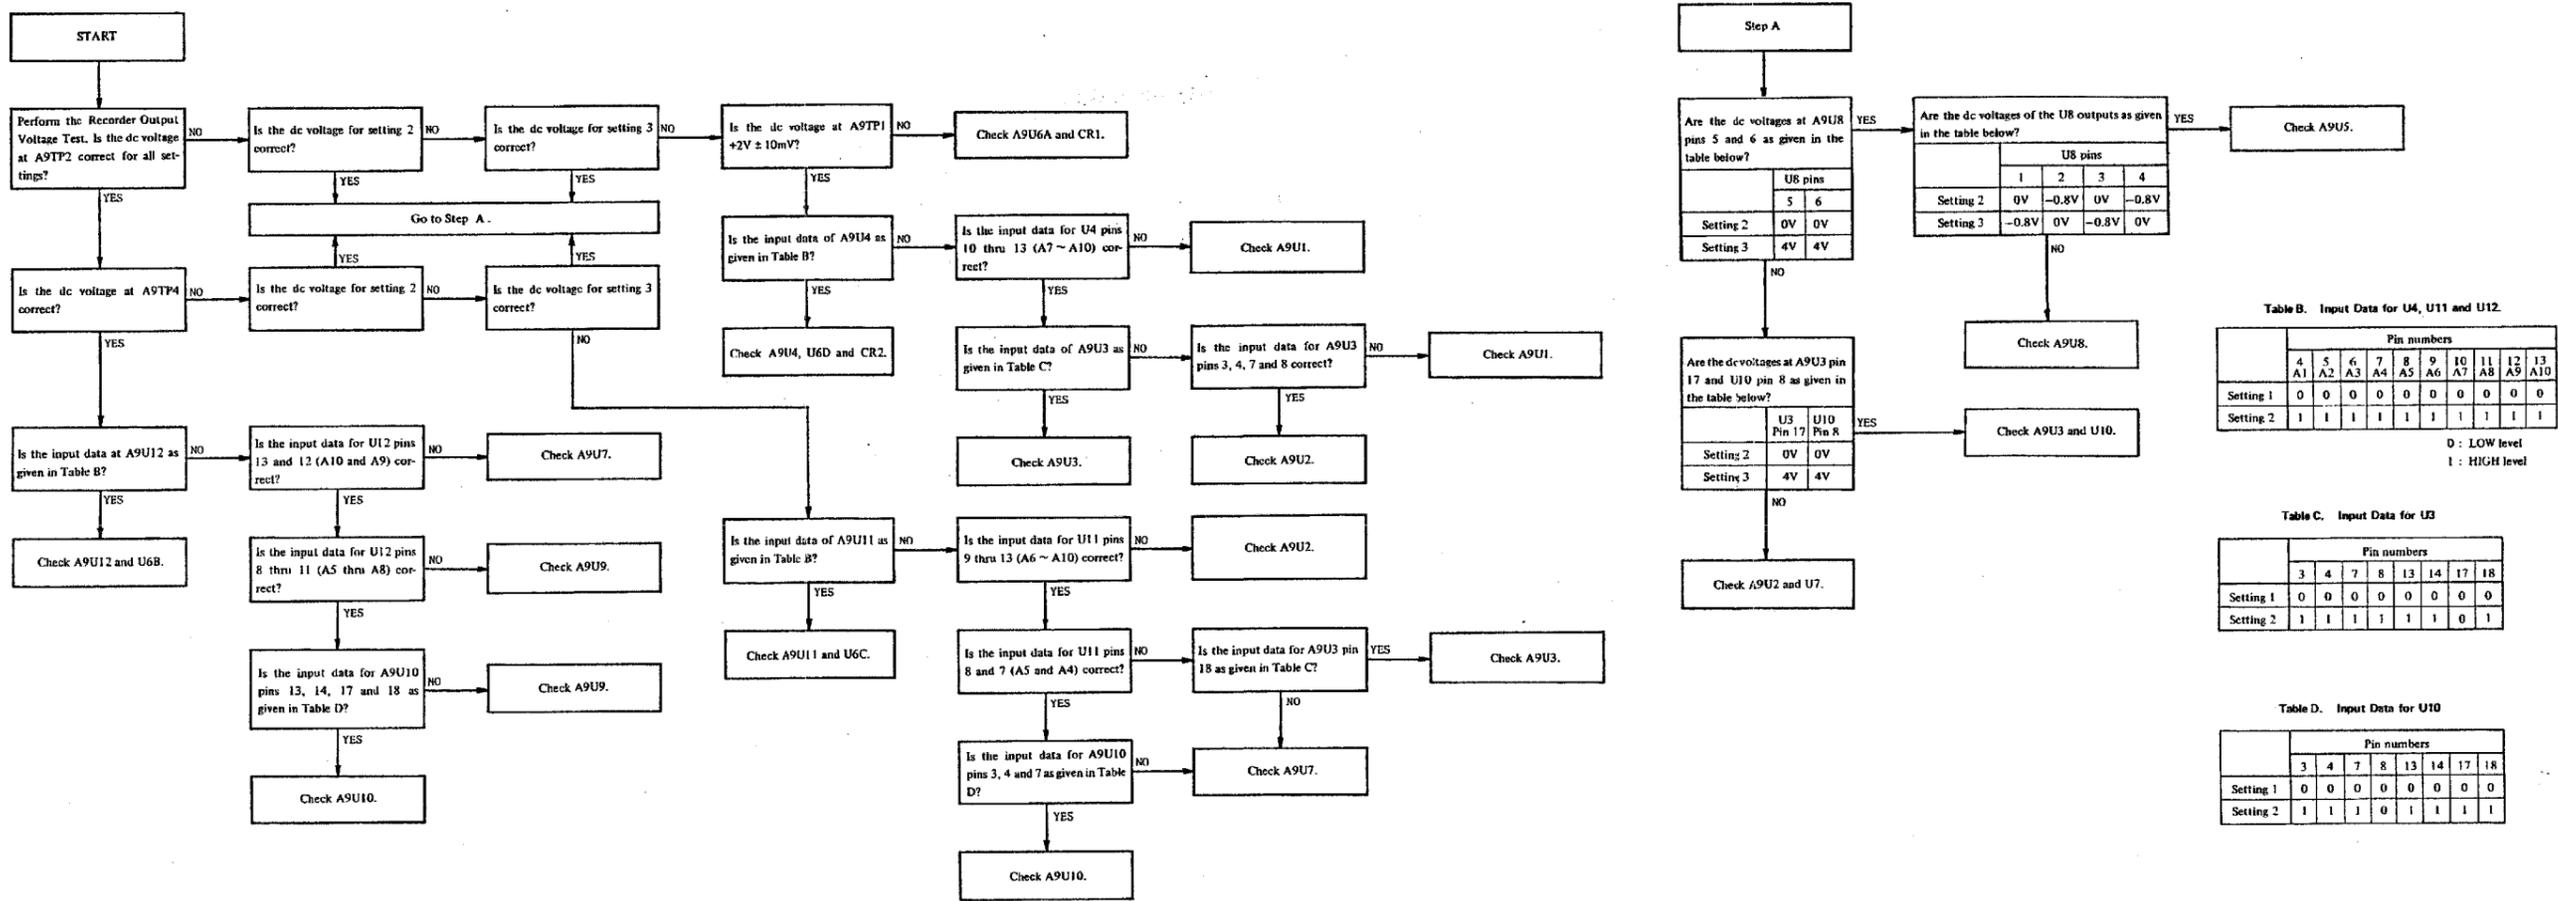 START
Perform the Recorder Output
Voltage Test. Is the dc voltage
at A9TP2 correct for all set-
tings?
NO
YES
Is the dc voltage for setting 2
correct?
NO
YES
Is the dc voltage for setting 3
correct?
NO
YES
Is the dc voltage at A9TP1
+2V ± 10mV?
NO
YES
Check A9U6A and CR1.
Go to Step A.
Is the dc voltage at A9TP4
correct?
NO
YES
Is the dc voltage for setting 2
correct?
YES
NO
Is the dc voltage for setting 3
correct?
YES
NO
Is the input data of A9U4 as
given in Table B?
NO
YES
Is the input data for U4 pins
10 thru 13 (A7 ~ A10) cor-
rect?
NO
YES
Check A9U1.
Check A9U4, U6D and CR2.
Is the input data of A9U3 as
given in Table C?
NO
YES
Is the input data for A9U3
pins 3, 4, 7 and 8 correct?
NO
YES
Check A9U1.
Check A9U3.
Check A9U2.
Is the input data at A9U12 as
given in Table B?
NO
YES
Is the input data for U12 pins
13 and 12 (A10 and A9) cor-
rect?
NO
YES
Check A9U7.
Check A9U12 and U6B.
Is the input data for U12 pins
8 thru 11 (A5 thru A8) cor-
rect?
NO
YES
Check A9U9.
Is the input data for A9U10
pins 13, 14, 17 and 18 as
given in Table D?
NO
YES
Check A9U9.
Check A9U10.
Is the input data of A9U11 as
given in Table B?
NO
YES
Is the input data for U11 pins
9 thru 13 (A6 ~ A10) correct?
NO
YES
Check A9U2.
Check A9U11 and U6C.
Is the input data for U11 pins
8 and 7 (A5 and A4) correct?
NO
YES
Is the input data for A9U3 pin
18 as given in Table C?
YES
NO
Check A9U3.
Is the input data for A9U10
pins 3, 4 and 7 as given in Table
D?
NO
YES
Check A9U7.
Check A9U10.
Step A
Are the dc voltages at A9U8
pins 5 and 6 as given in the
table below?
YES
U8 pins
5 6
Setting 2 0V 0V
Setting 3 4V 4V
NO
Are the dc voltages of the U8 outputs as given
in the table below?
YES
U8 pins
1 2 3 4
Setting 2 0V −0.8V 0V −0.8V
Setting 3 −0.8V 0V −0.8V 0V
NO
Check A9U5.
Check A9U8.
Are the dc voltages at A9U3 pin
17 and U10 pin 8 as given in
the table below?
U3 U10
Pin 17 Pin 8
YES
Setting 2 0V 0V
Setting 3 4V 4V
NO
Check A9U3 and U10.
Check A9U2 and U7.
Table B. Input Data for U4, U11 and U12.
Pin numbers
4 5 6 7 8 9 10 11 12 13
A1 A2 A3 A4 A5 A6 A7 A8 A9 A10
Setting 1 0 0 0 0 0 0 0 0 0 0
Setting 2 1 1 1 1 1 1 1 1 1 1
0 : LOW level
1 : HIGH level
Table C. Input Data for U3
Pin numbers
3 4 7 8 13 14 17 18
Setting 1 0 0 0 0 0 0 0 0
Setting 2 1 1 1 1 1 1 0 1
Table D. Input Data for U10
Pin numbers
3 4 7 8 13 14 17 18
Setting 1 0 0 0 0 0 0 0 0
Setting 2 1 1 1 0 1 1 1 1